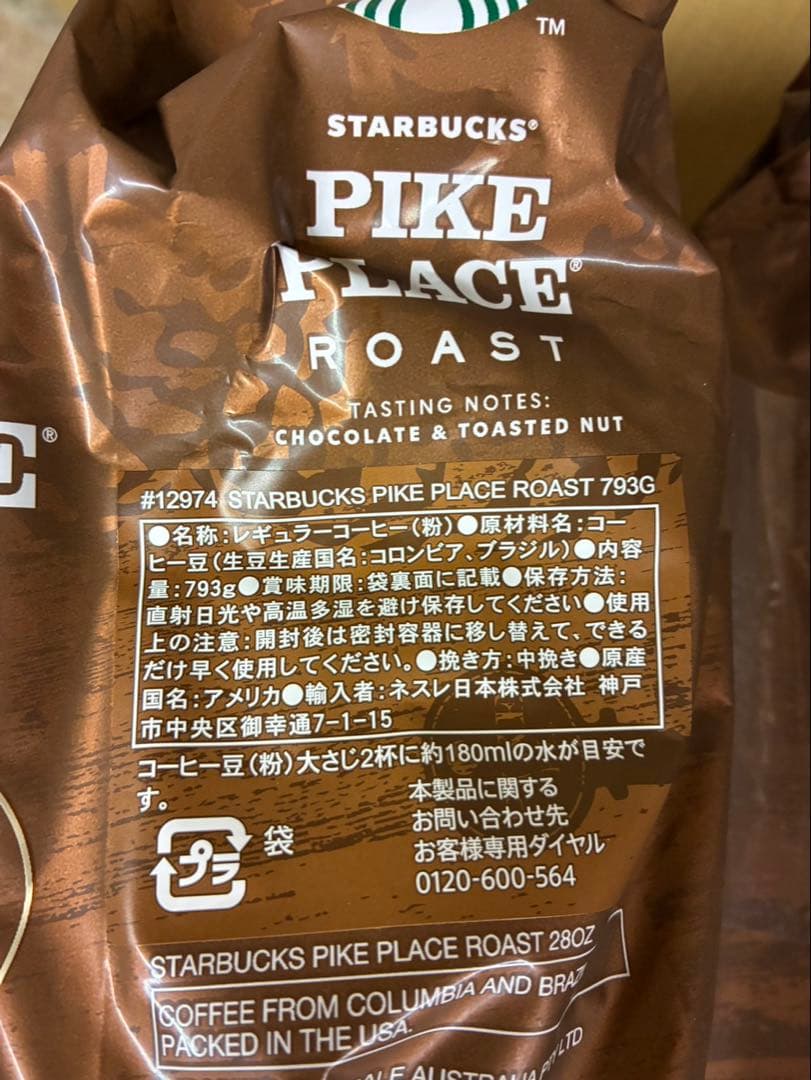 TM
STARBUCKS®
PIKE
PLACE®
ROAST
TASTING NOTES:
CHOCOLATE & TOASTED NUT
®
#12974 STARBUCKS PIKE PLACE ROAST 793G
●名称:レギュラーコーヒー(粉)●原材料名:コー
ヒー豆(生豆生産国名:コロンビア、ブラジル)●内容
量:793g●賞味期限:袋裏面に記載●保存方法:
直射日光や高温多湿を避け保存してください●使用
上の注意:開封後は密封容器に移し替えて、できる
だけ早く使用してください。●挽き方:中挽き●原産
国名:アメリカ●輸入者:ネスレ日本株式会社 神戸
市中央区御幸通7-1-15
コーヒー豆(粉)大さじ2杯に約180mlの水が目安で
す。
本製品に関する
お問い合わせ先
お客様専用ダイヤル
0120-600-564
プラ
袋
STARBUCKS PIKE PLACE ROAST 28OZ
COFFEE FROM COLUMBIA AND
PACKED IN THE USA.
AUSTRALIA LTD